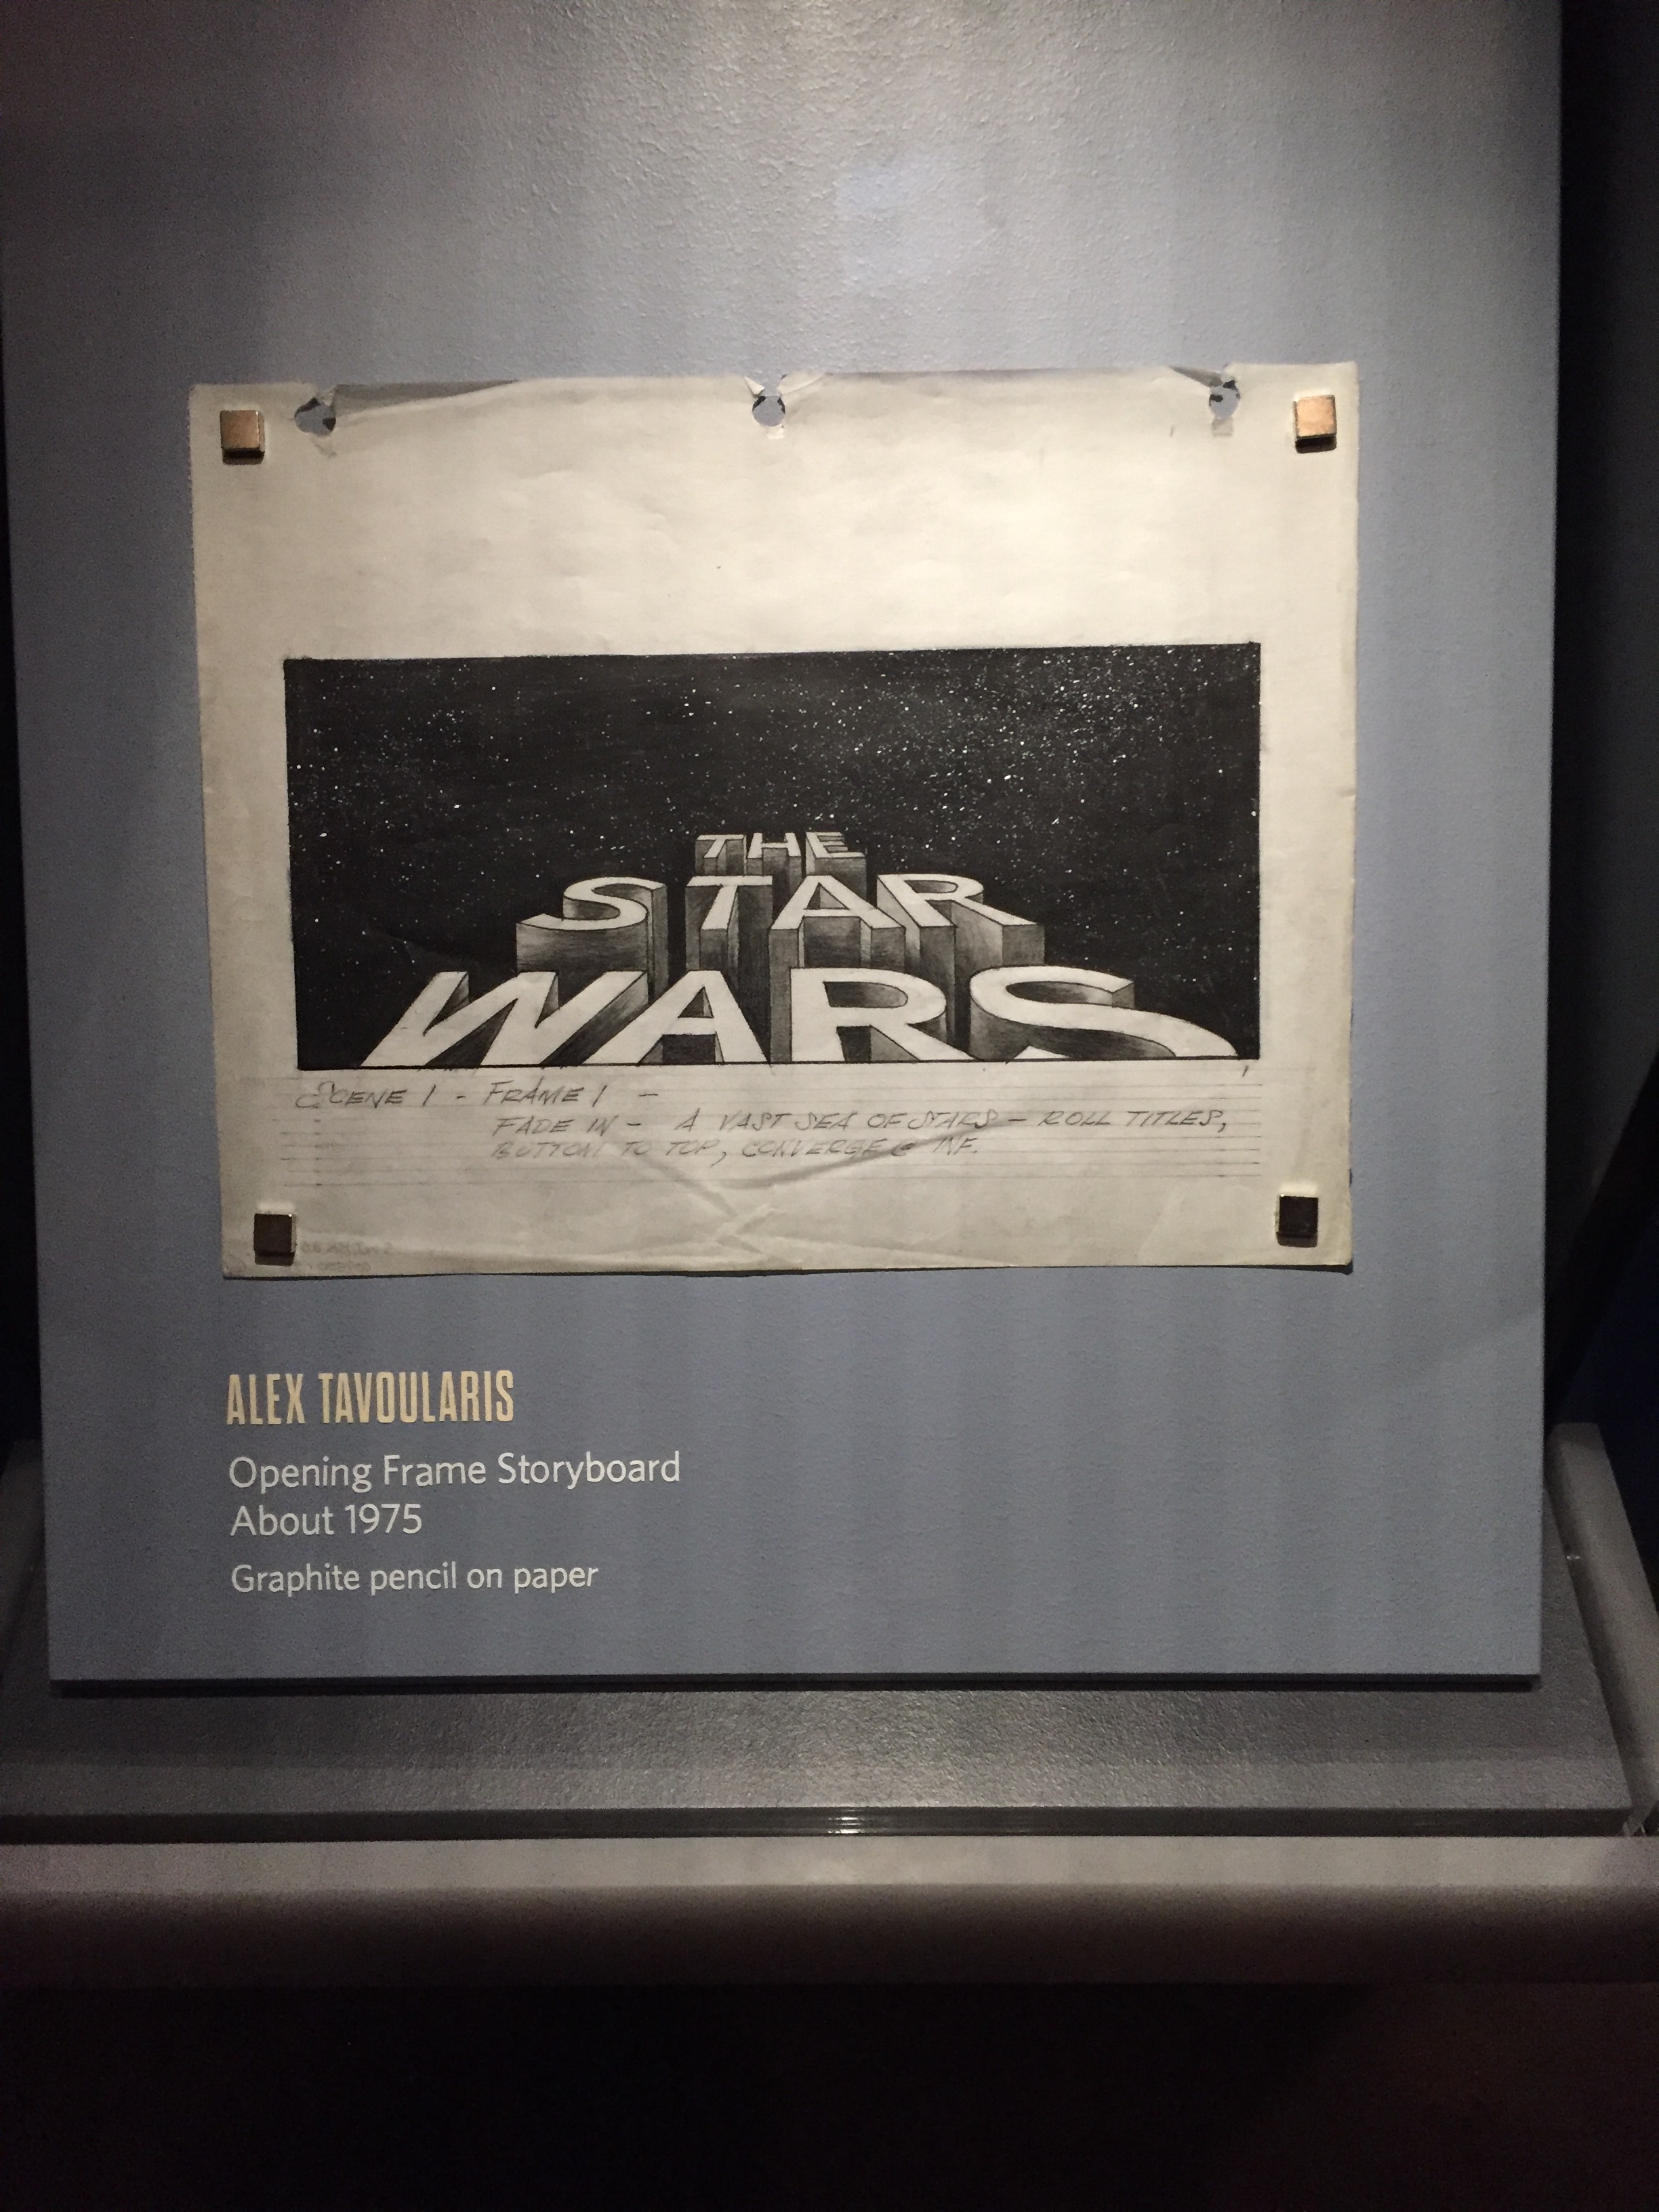 THE
STAR
WARS
SCENE 1 - FRAME 1 -
FADE IN - A VAST SEA OF STARS - ROLL TITLES,
BOTTOM TO TOP, CONVERGE @ INF.
ALEX TAVOULARIS
Opening Frame Storyboard
About 1975
Graphite pencil on paper